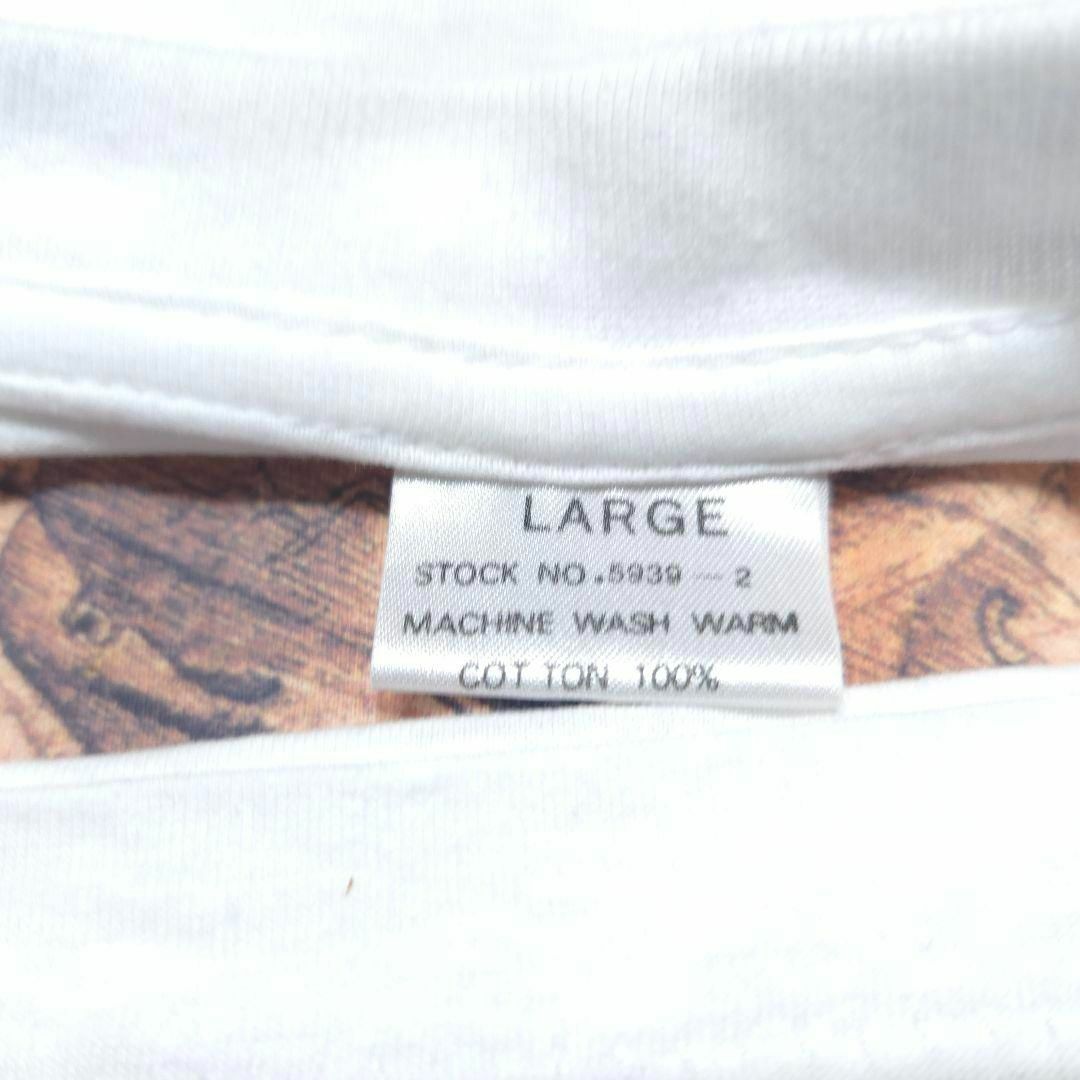 LARGE
STOCK NO.5939-2
MACHINE WASH WARM
COTTON 100%